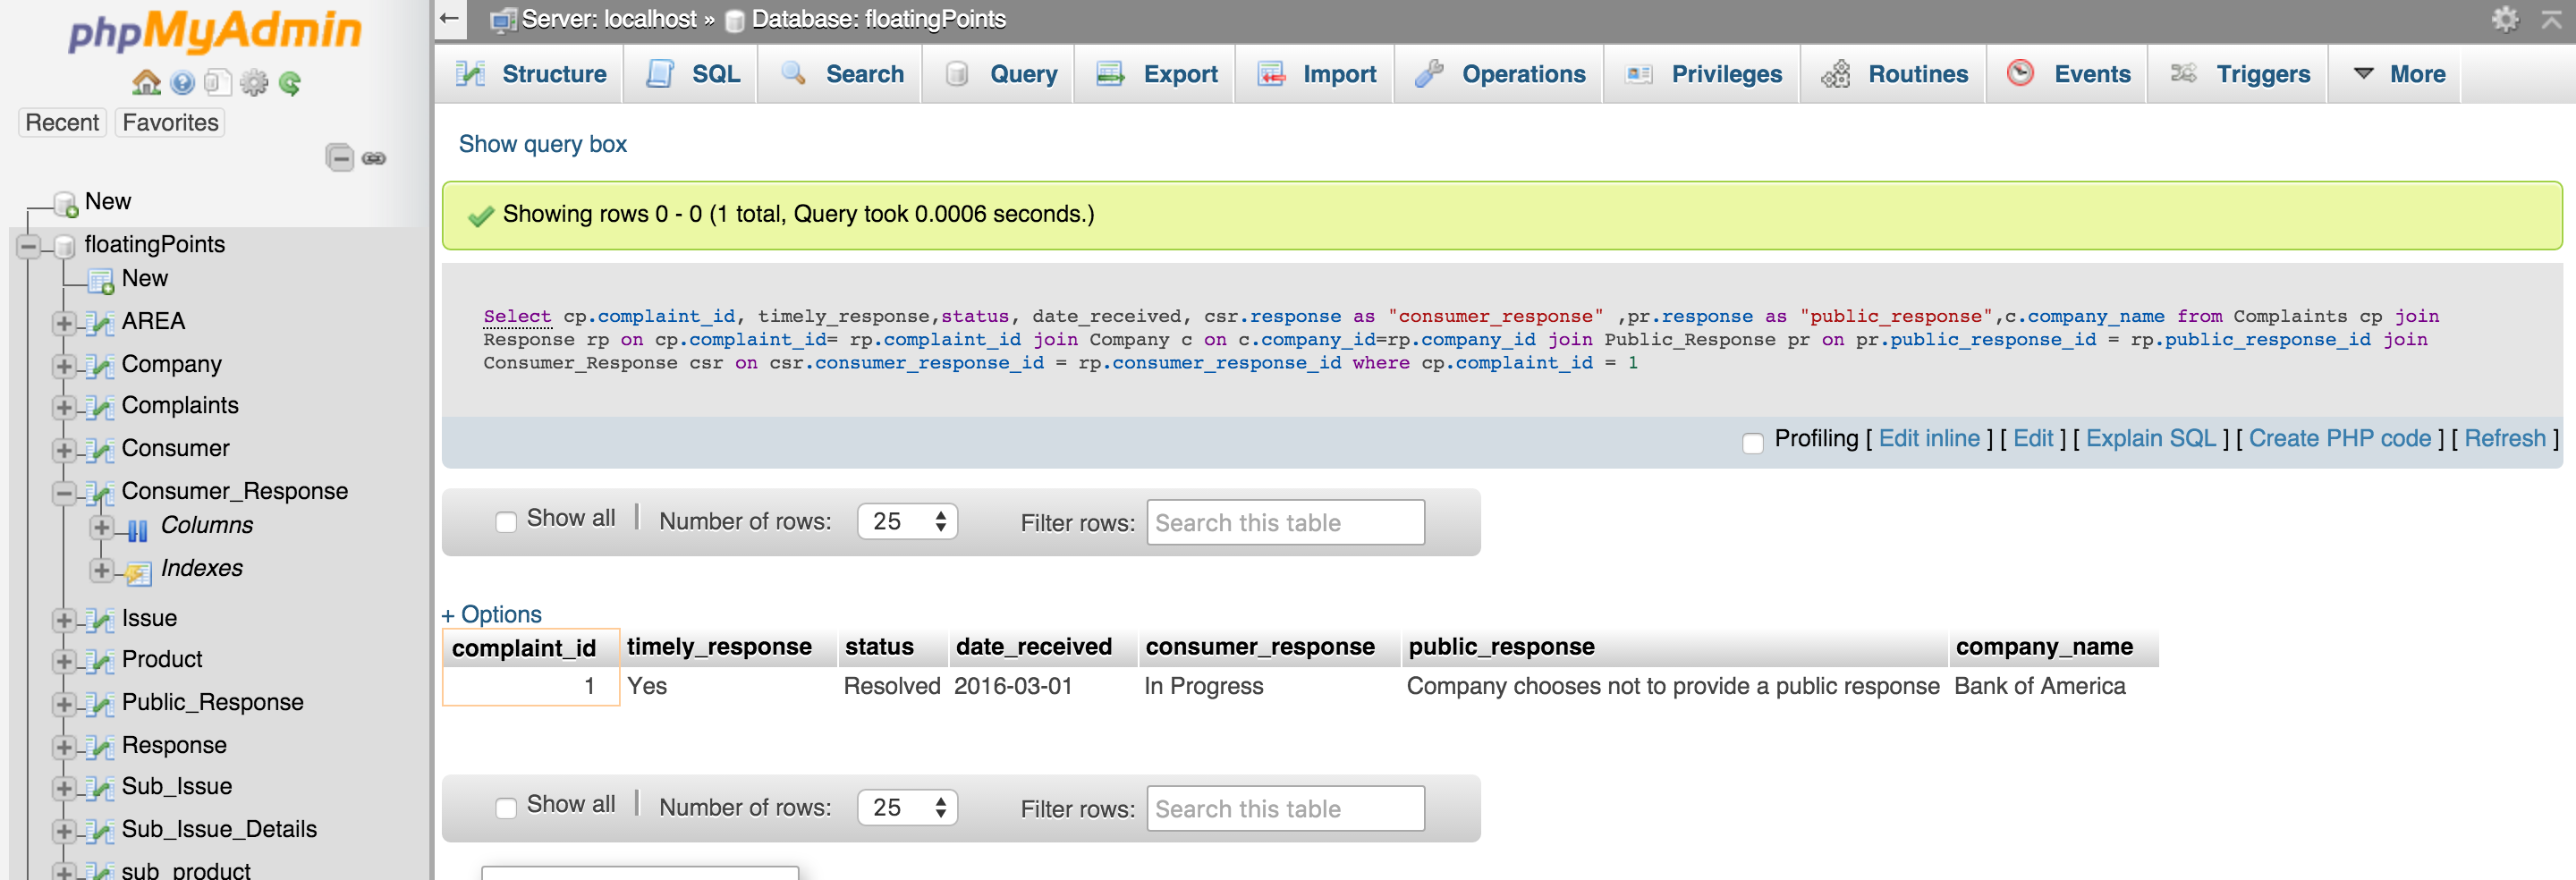 phpMyAdmin
Recent Favorites
New
floatingPoints
New
AREA
Company
Complaints
Consumer
Consumer_Response
Columns
Indexes
Issue
Product
Public_Response
Response
Sub_Issue
Sub_Issue_Details
sub_product
Server: localhost » Database: floatingPoints
Structure SQL Search Query Export Import Operations Privileges Routines Events Triggers More
Show query box
Showing rows 0 - 0 (1 total, Query took 0.0006 seconds.)
Select cp.complaint_id, timely_response,status, date_received, csr.response as "consumer_response" ,pr.response as "public_response",c.company_name from Complaints cp join
Response rp on cp.complaint_id= rp.complaint_id join Company c on c.company_id=rp.company_id join Public_Response pr on pr.public_response_id = rp.public_response_id join
Consumer_Response csr on csr.consumer_response_id = rp.consumer_response_id where cp.complaint_id = 1
Profiling [ Edit inline ] [ Edit ] [ Explain SQL ] [ Create PHP code ] [ Refresh ]
Show all | Number of rows: 25 Filter rows: Search this table
+ Options
complaint_id timely_response status date_received consumer_response public_response company_name
1 Yes Resolved 2016-03-01 In Progress Company chooses not to provide a public response Bank of America
Show all | Number of rows: 25 Filter rows: Search this table